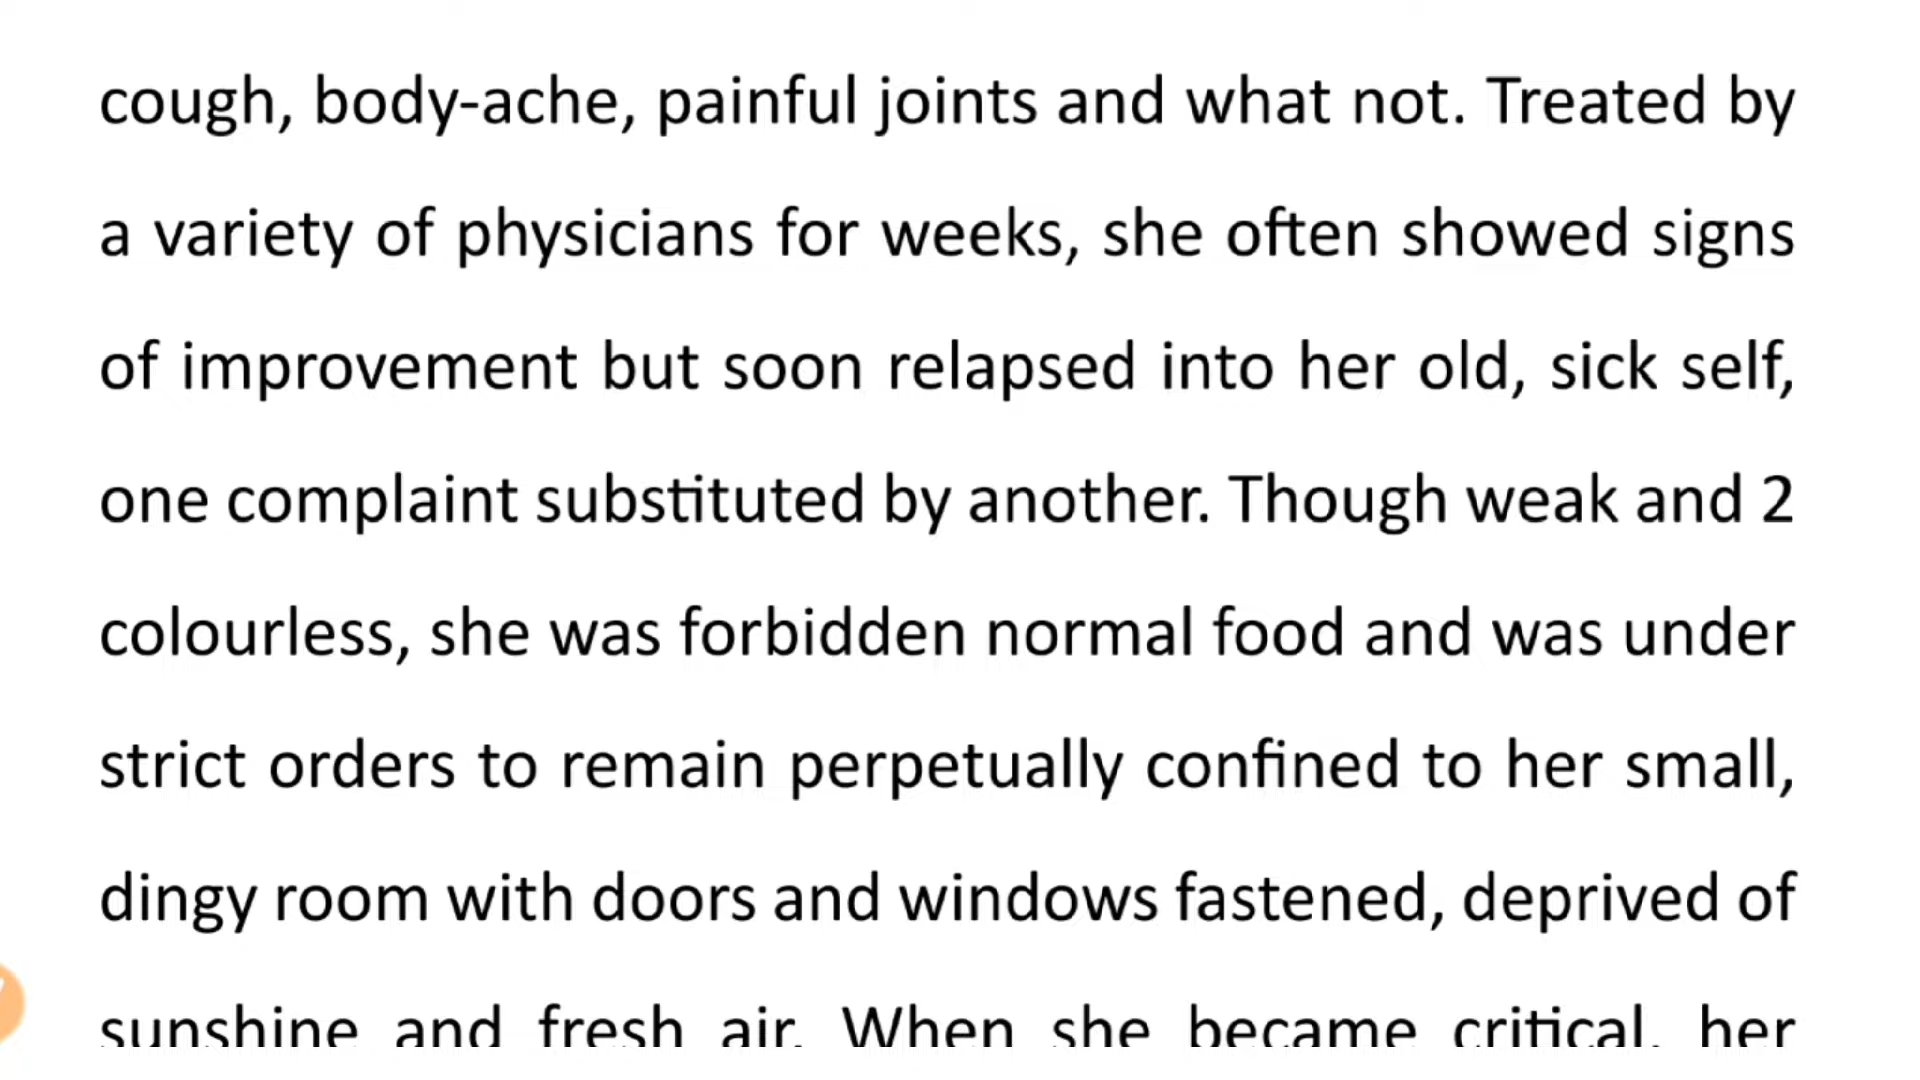 cough, body-ache, painful joints and what not. Treated by
a variety of physicians for weeks, she often showed signs
of improvement but soon relapsed into her old, sick self,
one complaint substituted by another. Though weak and 2
colourless, she was forbidden normal food and was under
strict orders to remain perpetually confined to her small,
dingy room with doors and windows fastened, deprived of
sunshine and fresh air. When she became critical, her